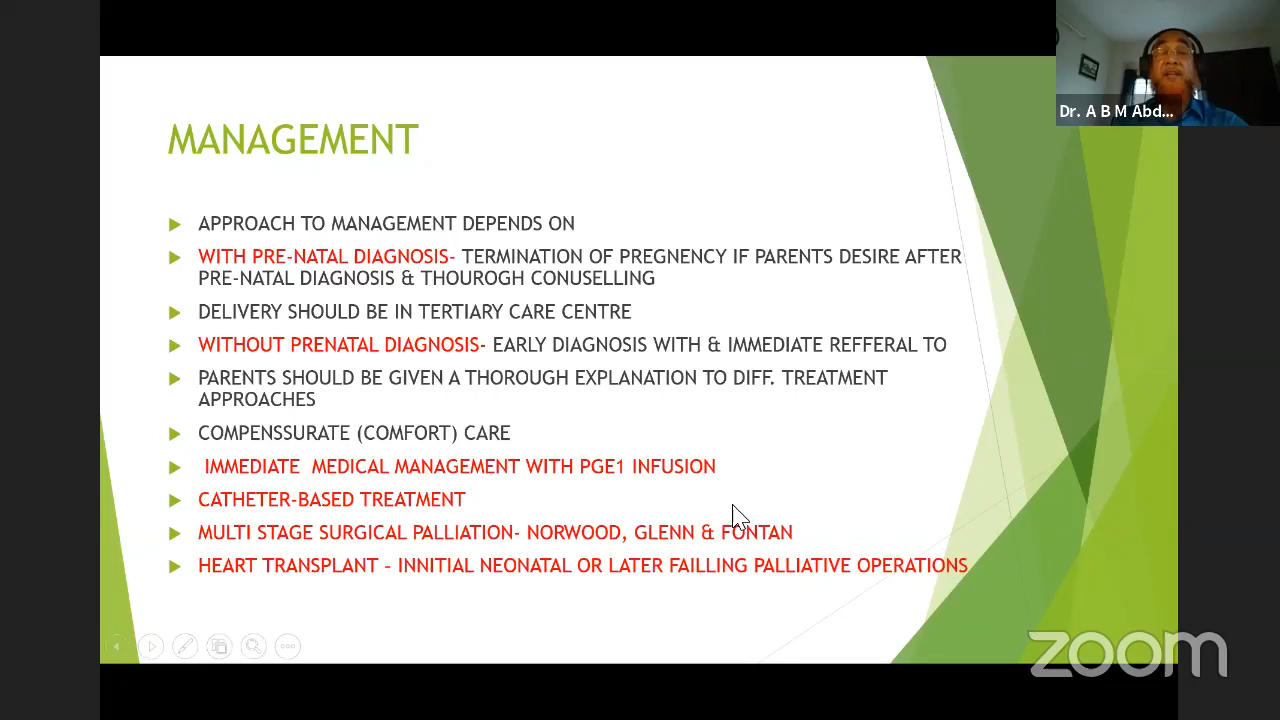 Dr. A B M Abd...
MANAGEMENT
APPROACH TO MANAGEMENT DEPENDS ON
WITH PRE-NATAL DIAGNOSIS- TERMINATION OF PREGNENCY IF PARENTS DESIRE AFTER
PRE-NATAL DIAGNOSIS & THOUROGH CONUSELLING
DELIVERY SHOULD BE IN TERTIARY CARE CENTRE
WITHOUT PRENATAL DIAGNOSIS- EARLY DIAGNOSIS WITH & IMMEDIATE REFFERAL TO
PARENTS SHOULD BE GIVEN A THOROUGH EXPLANATION TO DIFF. TREATMENT
APPROACHES
COMPENSSURATE (COMFORT) CARE
IMMEDIATE MEDICAL MANAGEMENT WITH PGE1 INFUSION
CATHETER-BASED TREATMENT
MULTI STAGE SURGICAL PALLIATION- NORWOOD, GLENN & FONTAN
HEART TRANSPLANT – INNITIAL NEONATAL OR LATER FAILLING PALLIATIVE OPERATIONS
zoom